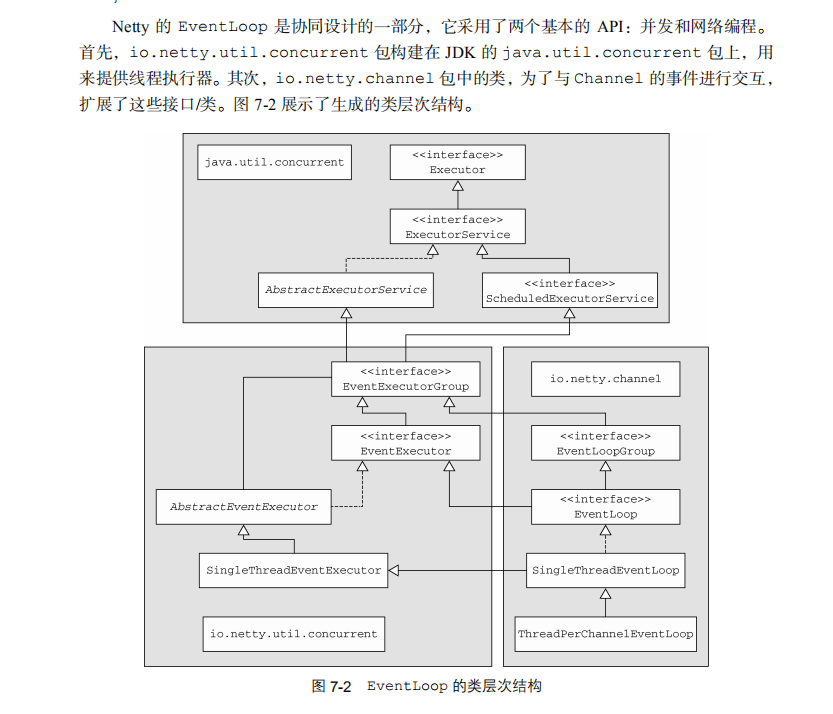 Netty 的 EventLoop 是协同设计的一部分，它采用了两个基本的 API：并发和网络编程。
首先，io.netty.util.concurrent 包构建在 JDK 的 java.util.concurrent 包上，用
来提供线程执行器。其次，io.netty.channel 包中的类，为了与 Channel 的事件进行交互，
扩展了这些接口/类。图 7-2 展示了生成的类层次结构。
java.util.concurrent
<<interface>>
Executor
<<interface>>
ExecutorService
AbstractExecutorService
<<interface>>
ScheduledExecutorService
<<interface>>
EventExecutorGroup
io.netty.channel
<<interface>>
EventExecutor
<<interface>>
EventLoopGroup
AbstractEventExecutor
<<interface>>
EventLoop
SingleThreadEventExecutor
SingleThreadEventLoop
io.netty.util.concurrent
ThreadPerChannelEventLoop
图 7-2 EventLoop 的类层次结构